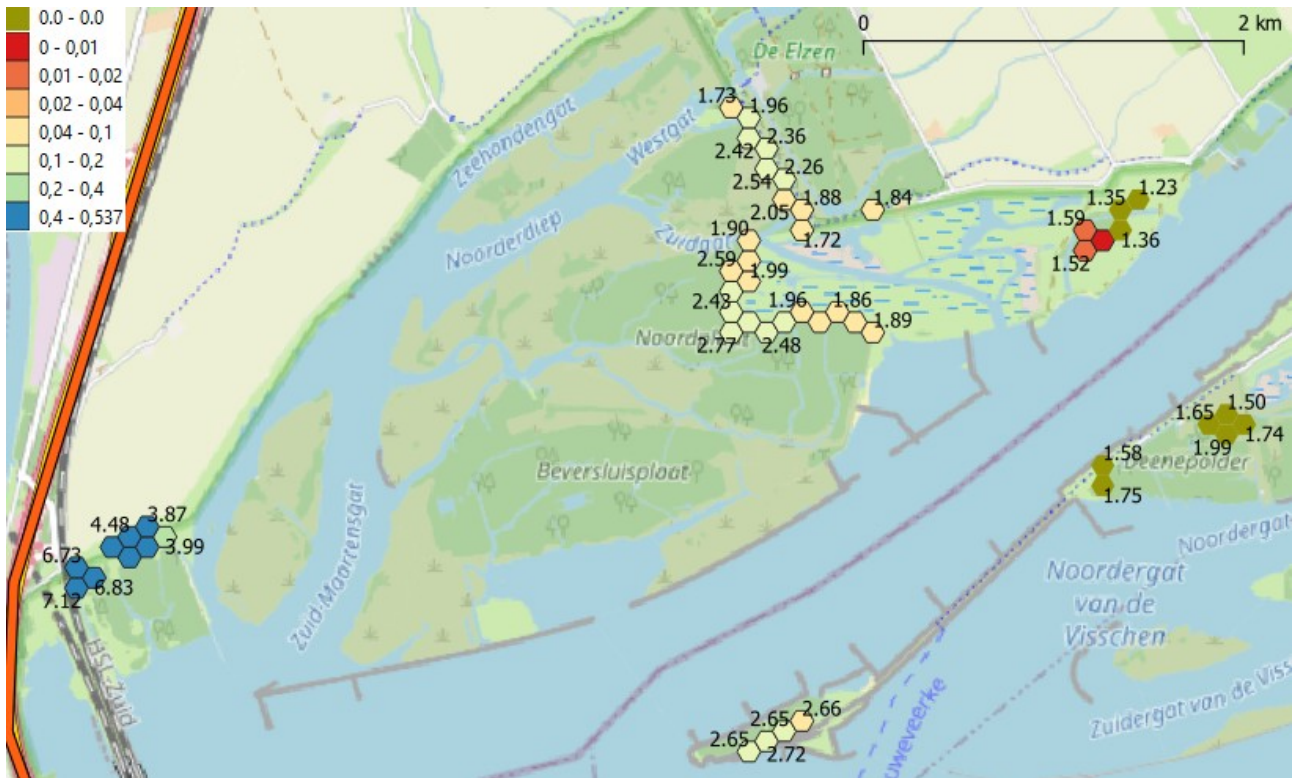 0.0 - 0.0
0 - 0,01
0,01 - 0,02
0,02 - 0,04
0,04 - 0,1
0,1 - 0,2
0,2 - 0,4
0,4 - 0,537
0 2 km
De Elzen
1.73
1.96
Zeehondengat
Westgat
2.36
2.42
2.26
2.54
1.88
1.84
2.05
1.72
1.23
1.35
1.59
1.36
1.52
Noorderdiep
1.90
Zuidgat
2.59
1.99
2.43
1.96
1.86
1.89
2.77
2.48
1.65
1.50
1.99
1.74
1.58
1.75
Deenepolder
Beversluisplaat
4.48
3.87
3.99
6.73
6.83
7.12
HSL-Zuid
Zuid-Maartensgat
Noordergat
Noordergat
van de
Visschen
2.65
2.66
2.65
2.72
Zuidergat van de Viss